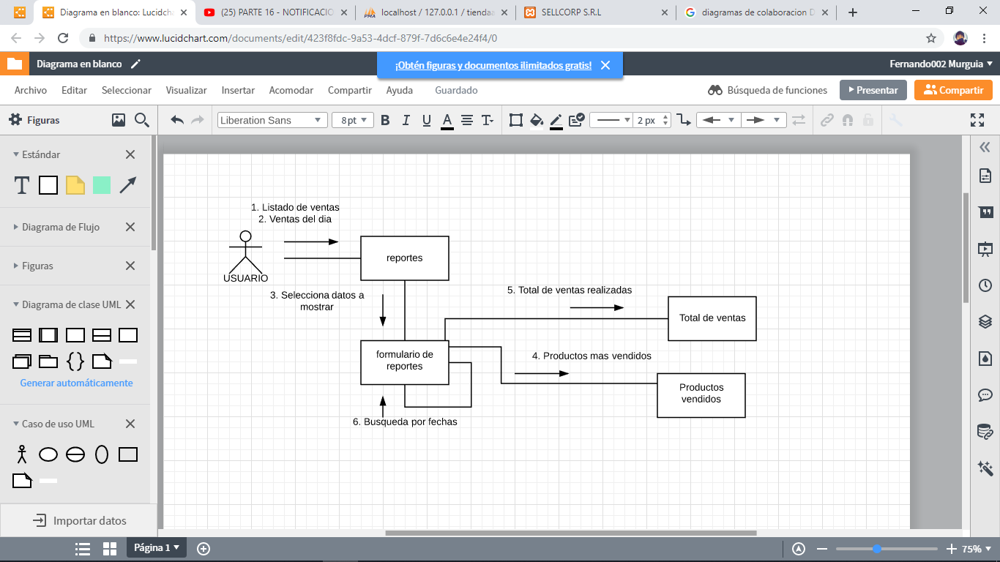 Diagrama en blanco: Lucidcha
(25) PARTE 16 - NOTIFICACIO
localhost / 127.0.0.1 / tiendaa
SELLCORP S.R.L
diagramas de colaboracion D
https://www.lucidchart.com/documents/edit/423f8fdc-9a53-4dcf-879f-7d6c6e4e24f4/0
Diagrama en blanco
¡Obtén figuras y documentos ilimitados gratis!
Fernando002 Murguia
Archivo Editar Seleccionar Visualizar Insertar Acomodar Compartir Ayuda Guardado
Búsqueda de funciones
Presentar
Compartir
Figuras
Liberation Sans
8 pt
B I U A T
2 px
Estándar
T
Diagrama de Flujo
Figuras
Diagrama de clase UML
Generar automáticamente
Caso de uso UML
Importar datos
1. Listado de ventas
2. Ventas del dia
USUARIO
reportes
3. Selecciona datos a
mostrar
5. Total de ventas realizadas
Total de ventas
formulario de
reportes
4. Productos mas vendidos
Productos
vendidos
6. Busqueda por fechas
Página 1
75%